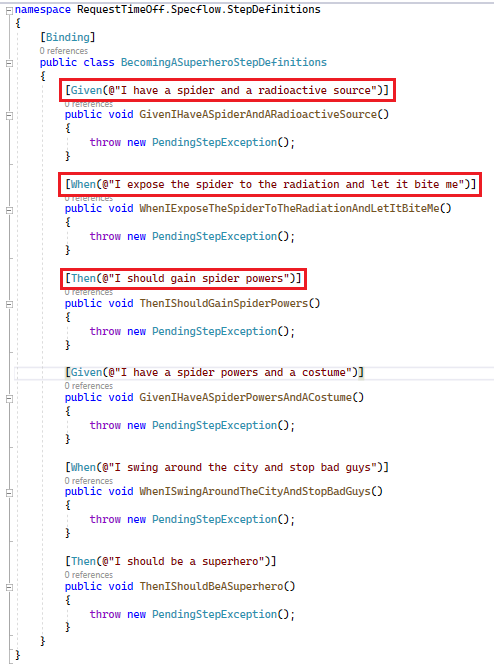 namespace RequestTimeOff.Specflow.StepDefinitions
{
[Binding]
0 references
public class BecomingASuperheroStepDefinitions
{
[Given(@"I have a spider and a radioactive source")]
0 references
public void GivenIHaveASpiderAndARadioactiveSource()
{
throw new PendingStepException();
}
[When(@"I expose the spider to the radiation and let it bite me")]
0 references
public void WhenIExposeTheSpiderToTheRadiationAndLetItBiteMe()
{
throw new PendingStepException();
}
[Then(@"I should gain spider powers")]
0 references
public void ThenIShouldGainSpiderPowers()
{
throw new PendingStepException();
}
[Given(@"I have a spider powers and a costume")]
0 references
public void GivenIHaveASpiderPowersAndACostume()
{
throw new PendingStepException();
}
[When(@"I swing around the city and stop bad guys")]
0 references
public void WhenISwingAroundTheCityAndStopBadGuys()
{
throw new PendingStepException();
}
[Then(@"I should be a superhero")]
0 references
public void ThenIShouldBeASuperhero()
{
throw new PendingStepException();
}
}
}